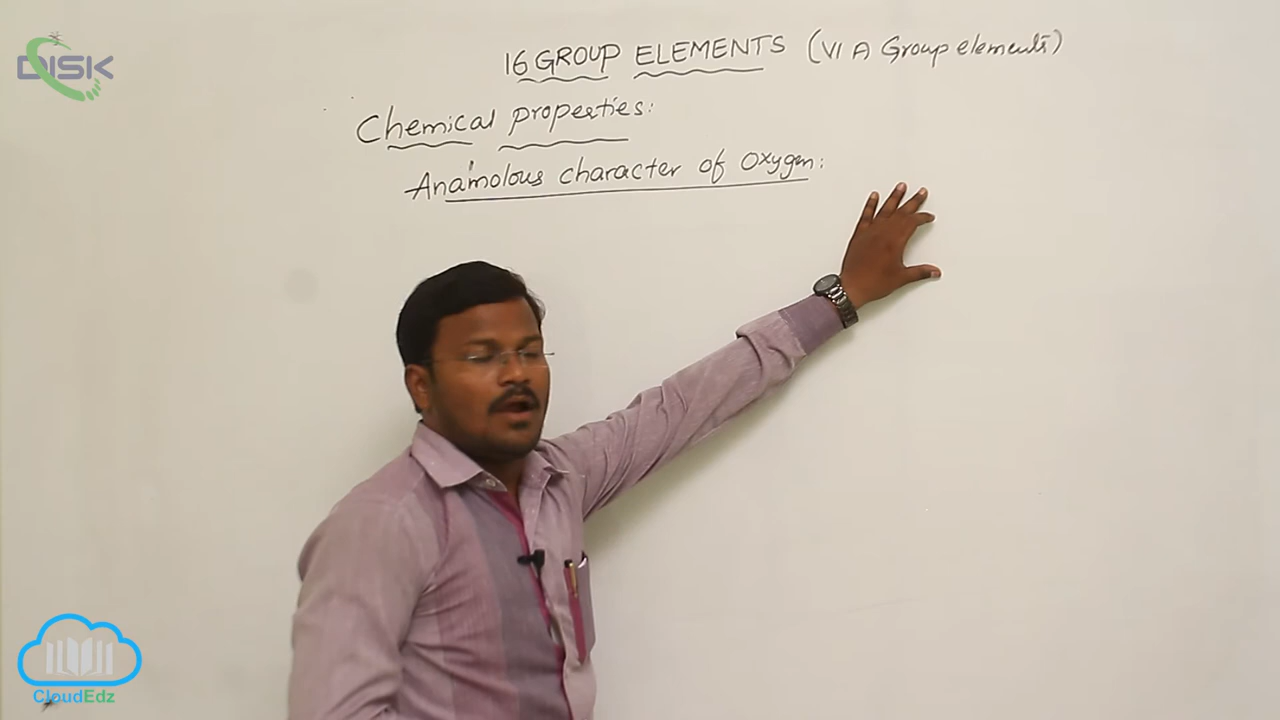 DISK
16 GROUP ELEMENTS (VI A Group elements)
Chemical properties:
Anamolous character of Oxygen:
CloudEdz